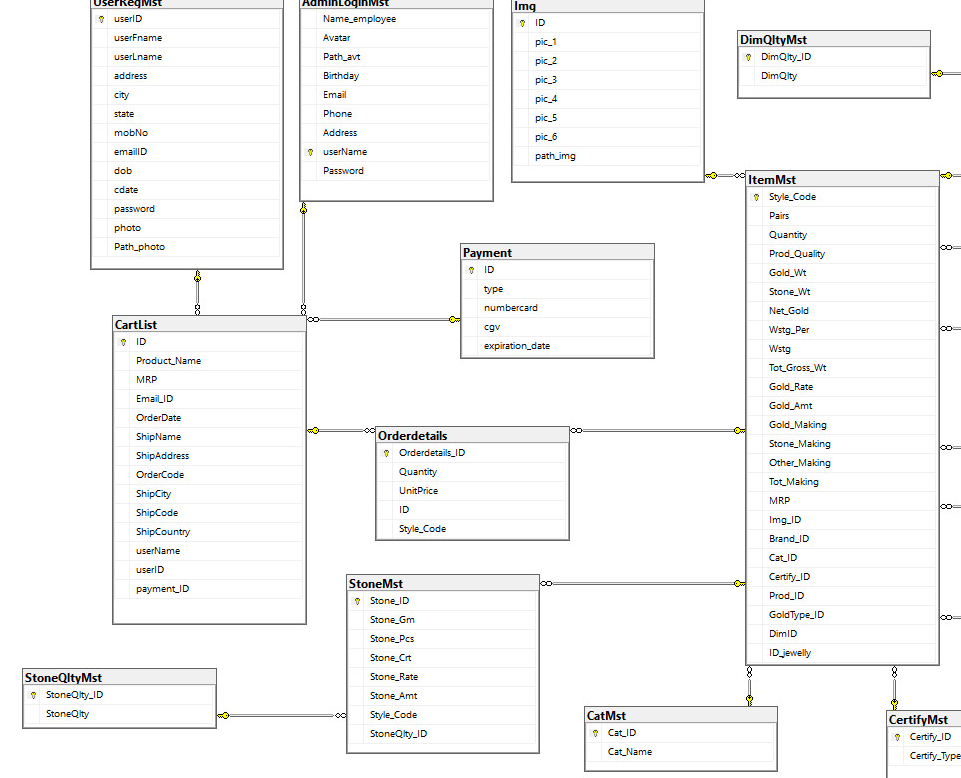 UserReqMst
userID
userFname
userLname
address
city
state
mobNo
emailID
dob
cdate
password
photo
Path_photo
AdminLoginMst
Name_employee
Avatar
Path_avt
Birthday
Email
Phone
Address
userName
Password
Img
ID
pic_1
pic_2
pic_3
pic_4
pic_5
pic_6
path_img
DimQltyMst
DimQlty_ID
DimQlty
Payment
ID
type
numbercard
cgv
expiration_date
ItemMst
Style_Code
Pairs
Quantity
Prod_Quality
Gold_Wt
Stone_Wt
Net_Gold
Wstg_Per
Wstg
Tot_Gross_Wt
Gold_Rate
Gold_Amt
Gold_Making
Stone_Making
Other_Making
Tot_Making
MRP
Img_ID
Brand_ID
Cat_ID
Certify_ID
Prod_ID
GoldType_ID
DimID
ID_jewelly
CartList
ID
Product_Name
MRP
Email_ID
OrderDate
ShipName
ShipAddress
OrderCode
ShipCity
ShipCode
ShipCountry
userName
userID
payment_ID
Orderdetails
Orderdetails_ID
Quantity
UnitPrice
ID
Style_Code
StoneMst
Stone_ID
Stone_Gm
Stone_Pcs
Stone_Crt
Stone_Rate
Stone_Amt
Style_Code
StoneQlty_ID
StoneQltyMst
StoneQlty_ID
StoneQlty
CatMst
Cat_ID
Cat_Name
CertifyMst
Certify_ID
Certify_Type